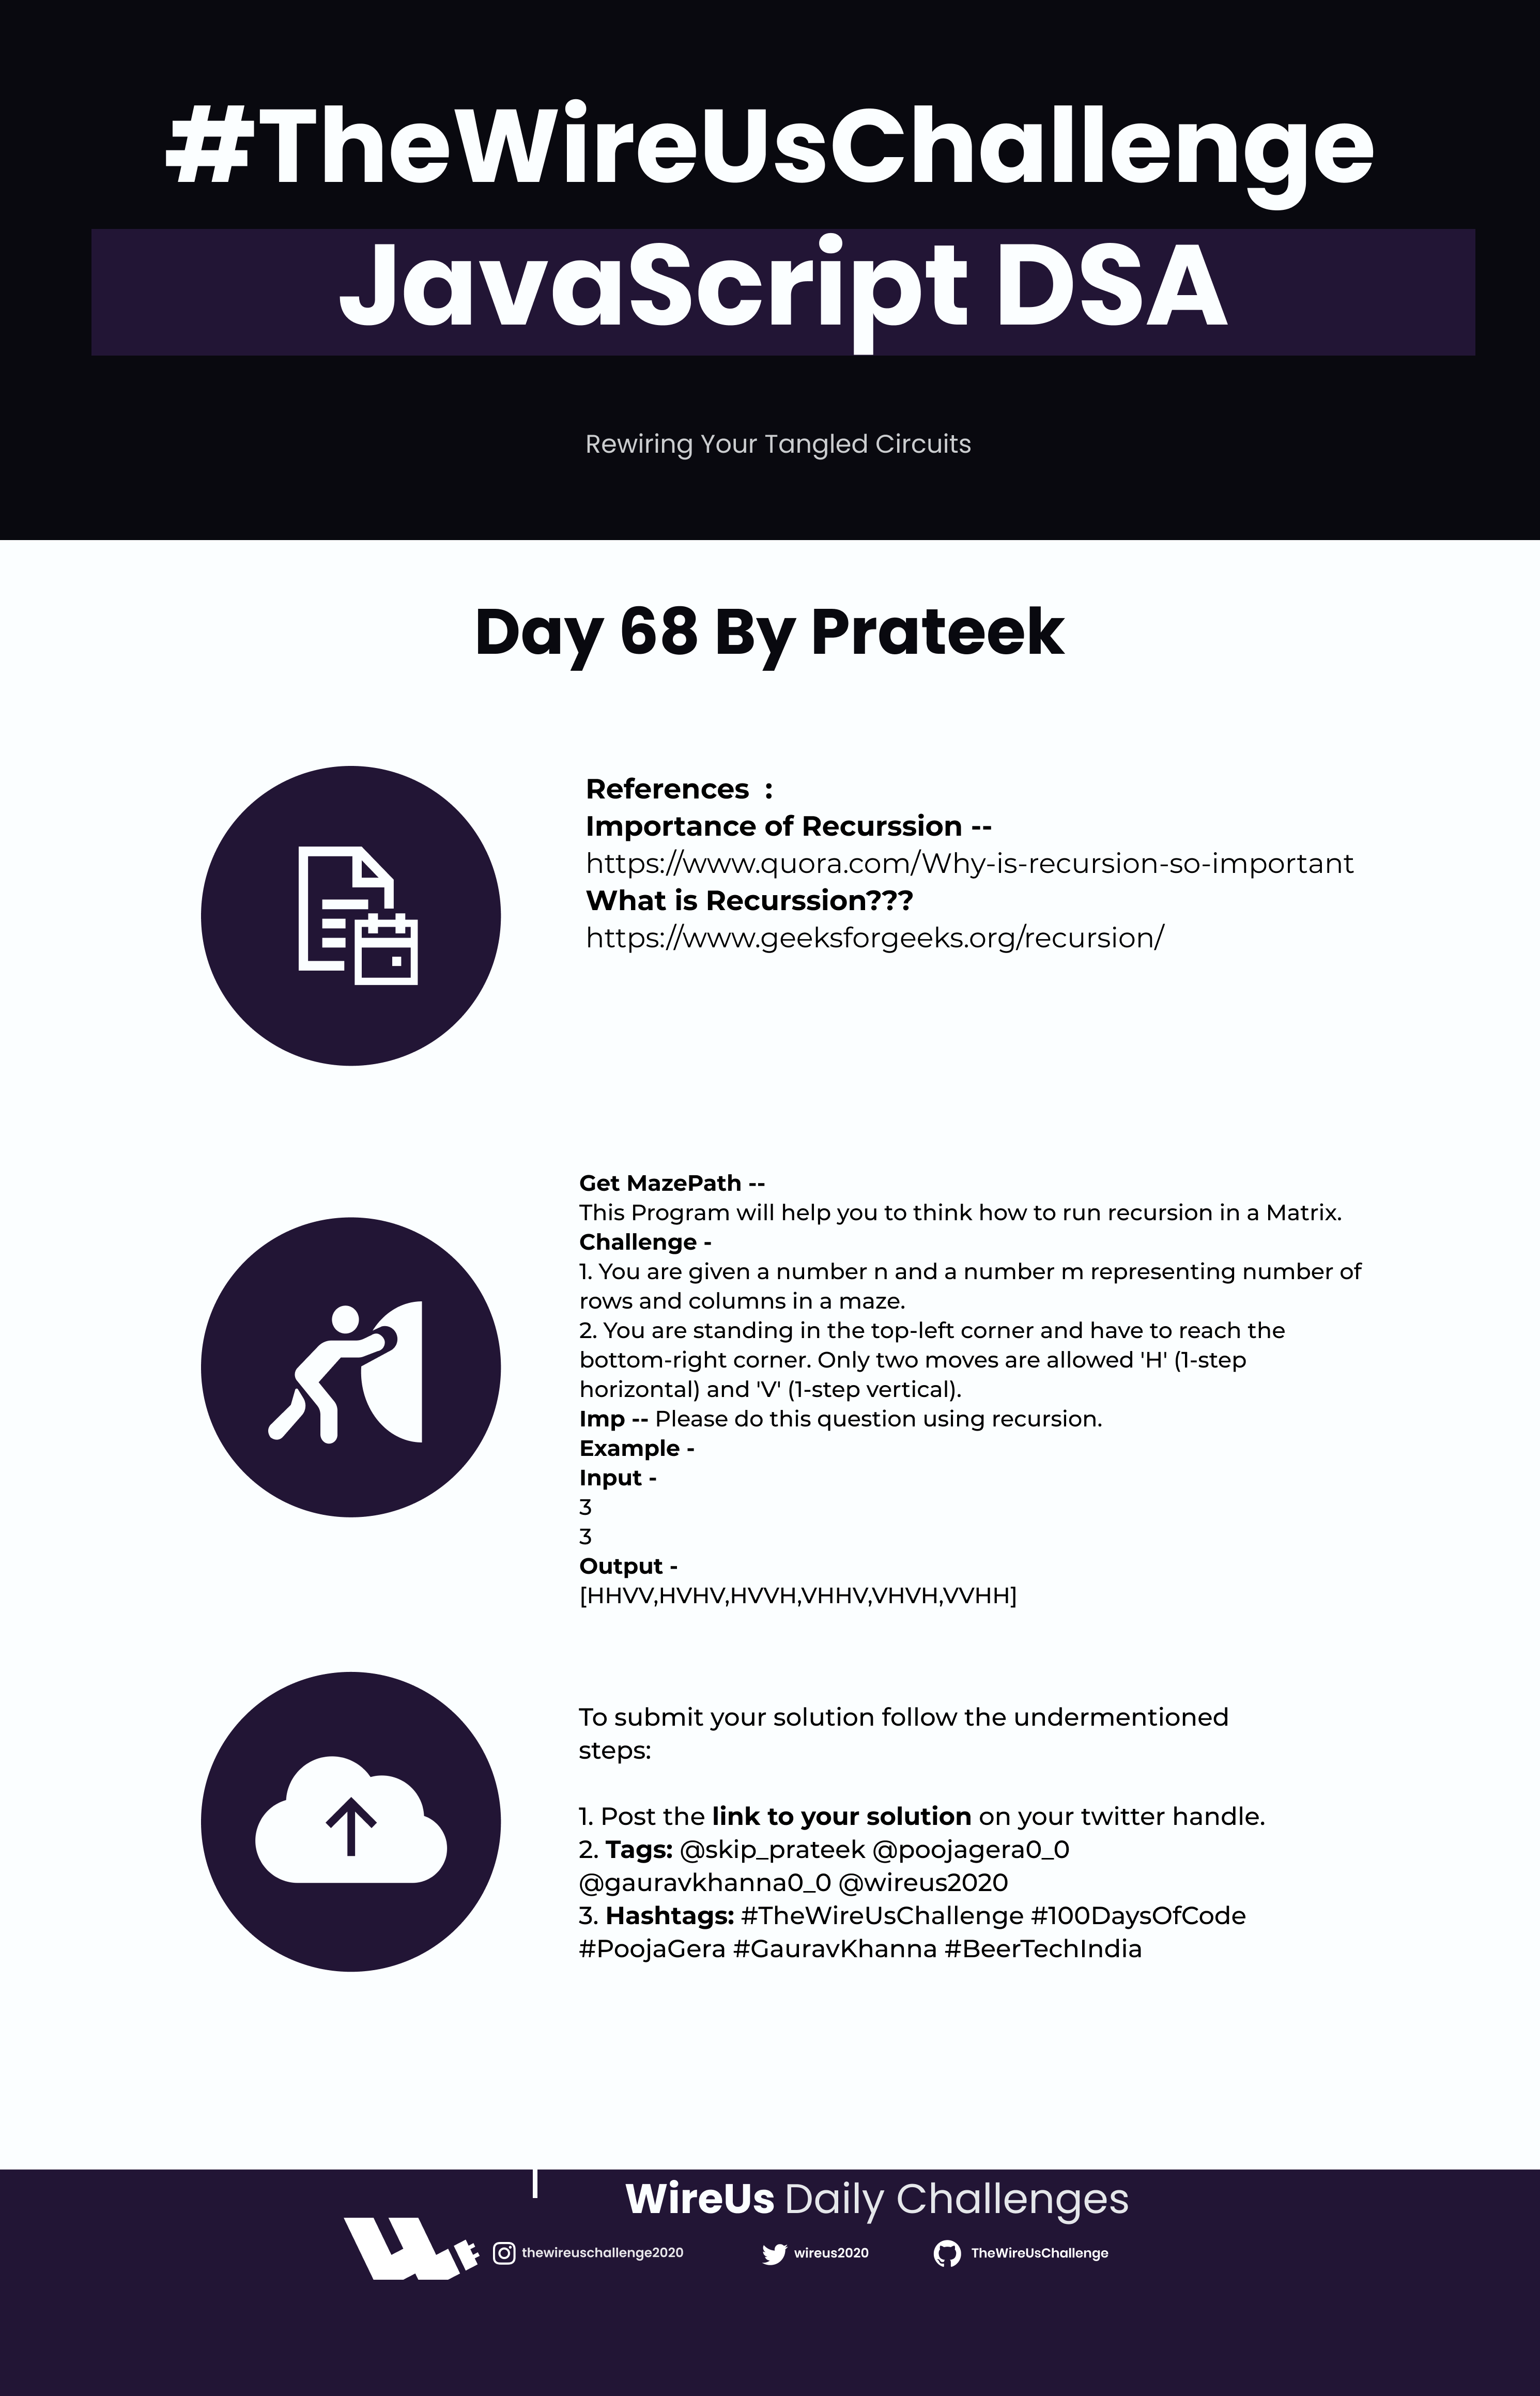 #TheWireUsChallenge
JavaScript DSA
Rewiring Your Tangled Circuits
Day 68 By Prateek
References  :
Importance of Recurssion --
https://www.quora.com/Why-is-recursion-so-important
What is Recurssion???
https://www.geeksforgeeks.org/recursion/
Get MazePath --
This Program will help you to think how to run recursion in a Matrix.
Challenge -
1. You are given a number n and a number m representing number of
rows and columns in a maze.
2. You are standing in the top-left corner and have to reach the
bottom-right corner. Only two moves are allowed 'H' (1-step
horizontal) and 'V' (1-step vertical).
Imp -- Please do this question using recursion.
Example -
Input -
3
3
Output -
[HHVV,HVHV,HVVH,VHHV,VHVH,VVHH]
To submit your solution follow the undermentioned
steps:
1. Post the link to your solution on your twitter handle.
2. Tags: @skip_prateek @poojagera0_0
@gauravkhanna0_0 @wireus2020
3. Hashtags: #TheWireUsChallenge #100DaysOfCode
#PoojaGera #GauravKhanna #BeerTechIndia
WireUs Daily Challenges
thewireuschallenge2020
wireus2020
TheWireUsChallenge